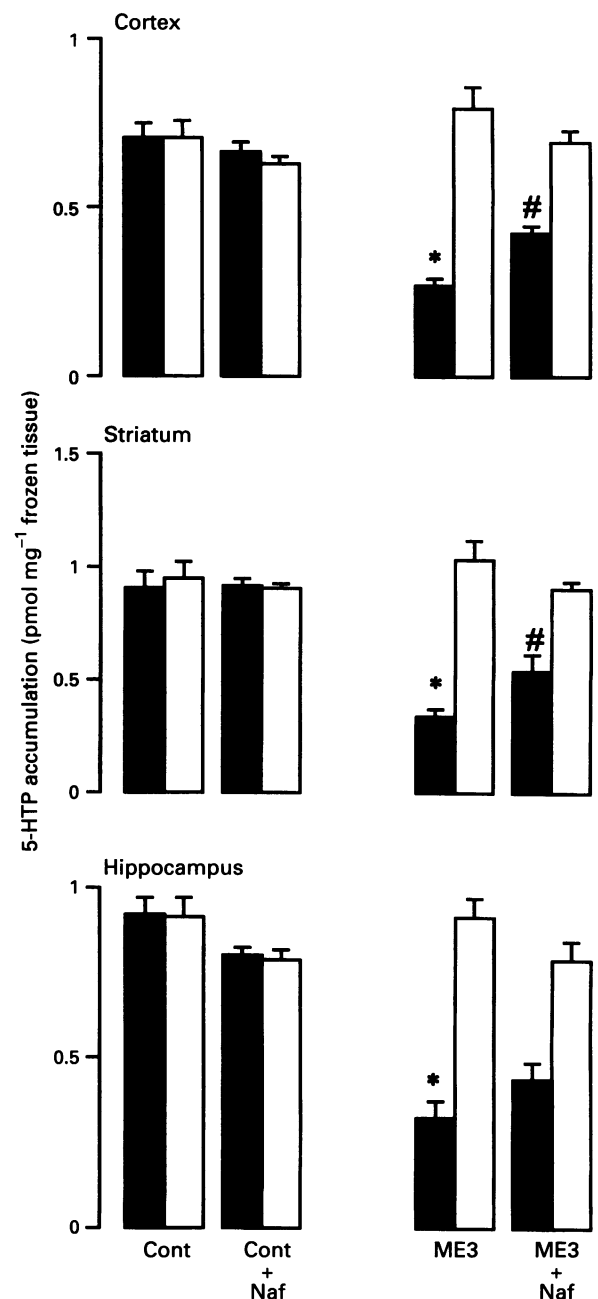 Cortex
1
0.5
0
#
*
Striatum
1.5
1
0.5
0
#
*
5-HTP accumulation (pmol mg⁻¹ frozen tissue)
Hippocampus
1
0.5
0
*
Cont
Cont
+
Naf
ME3
ME3
+
Naf